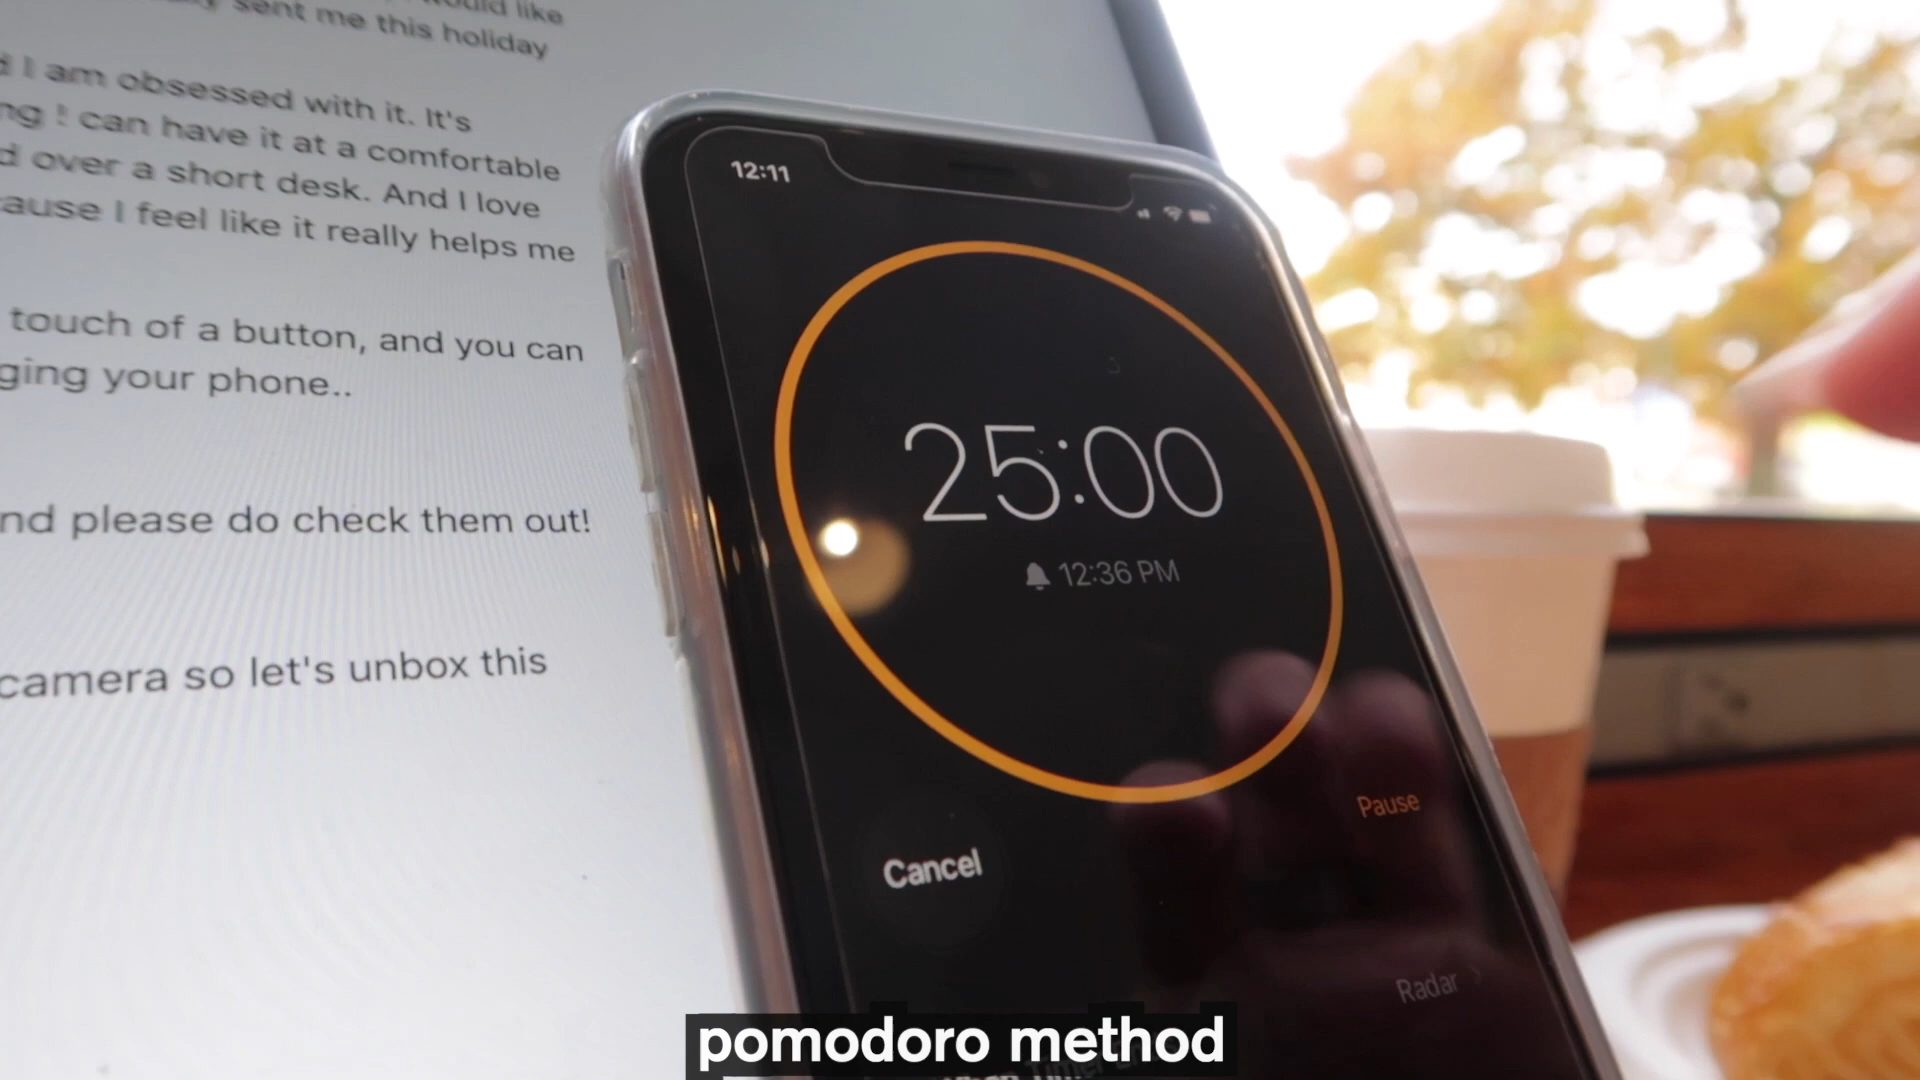 would like
sent me this holiday
I am obsessed with it. It's
ng ! can have it at a comfortable
d over a short desk. And I love
ause I feel like it really helps me
touch of a button, and you can
ging your phone..
nd please do check them out!
camera so let's unbox this
12:11
25:00
12:36 PM
Pause
Cancel
Radar
pomodoro method